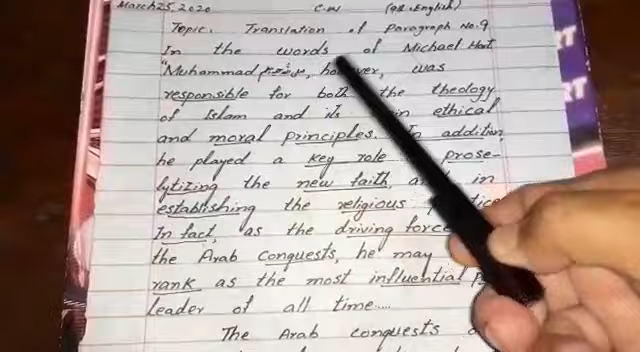 March 25, 2020 C.W (9th. English)
Topic. Translation of Paragraph No. 9
In the words of Michael Hart
"Muhammad, however, was
responsible for both the theology
of Islam and its in ethical
and moral principles. In addition,
he played a key role prose-
lytizing the new faith, and in
establishing the religious
In fact, as the driving force
the Arab conquests, he may
rank as the most influential
leader of all time....
The Arab conquests